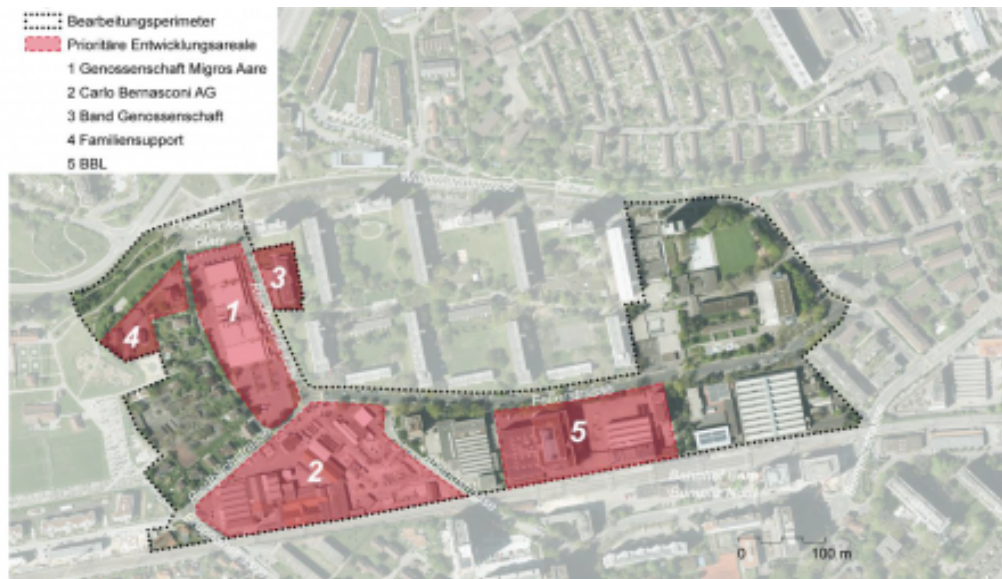 Bearbeitungsperimeter
Prioritäre Entwicklungsareale
1 Genossenschaft Migros Aare
2 Carlo Bernasconi AG
3 Band Genossenschaft
4 Familiensupport
5 BBL
3
1
4
5
2
0 100 m